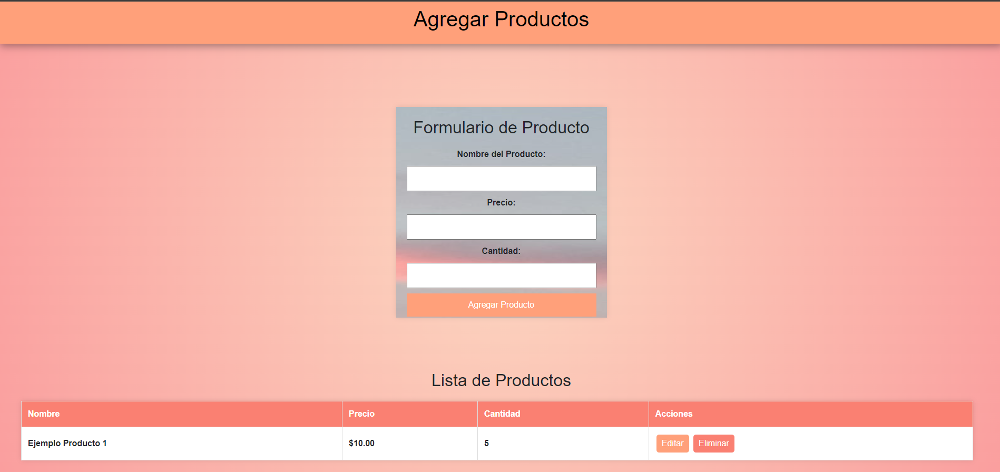 Agregar Productos
Formulario de Producto
Nombre del Producto:
Precio:
Cantidad:
Agregar Producto
Lista de Productos
Nombre Precio Cantidad Acciones
Ejemplo Producto 1 $10.00 5 Editar Eliminar